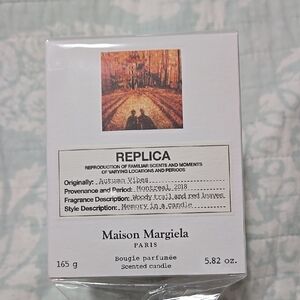 REPLICA
REPRODUCTION OF FAMILIAR SCENTS AND MOMENTS
OF VARYING LOCATIONS AND PERIODS
Originally: Autumn Vibes
Provenance and Period: Montreal, 2018
Fragrance Description: Woody trail and red leaves
Style Description: Memory in a candle
Maison Margiela
PARIS
Bougie parfumée
165 g Scented candle 5.82 oz.